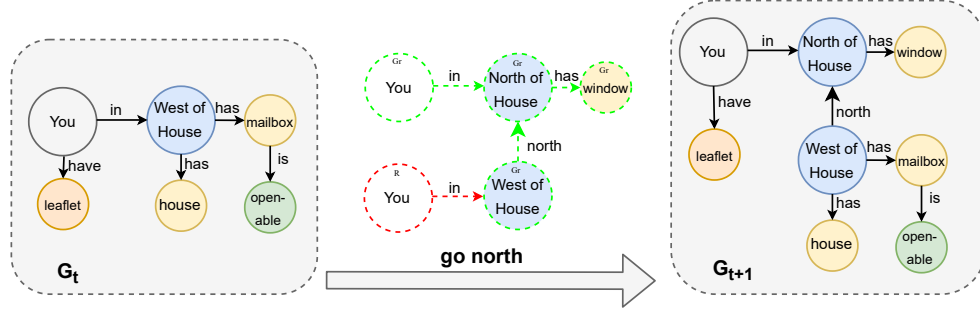 You
in
West of
House
has
mailbox
have
has
is
leaflet
house
open-
able
G_t
Gr
You
in
Gr
North of
House
has
Gr
window
north
R
You
in
Gr
West of
House
go north
You
in
North of
House
has
window
have
north
leaflet
West of
House
has
mailbox
has
is
house
open-
able
G_{t+1}